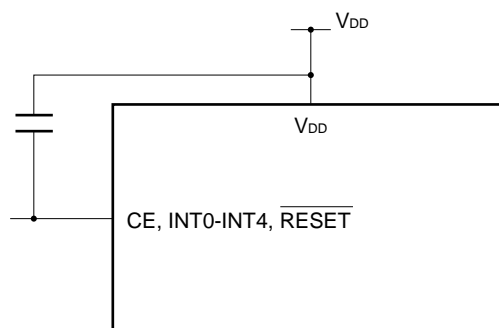 VDD
VDD
CE, INT0-INT4, RESET